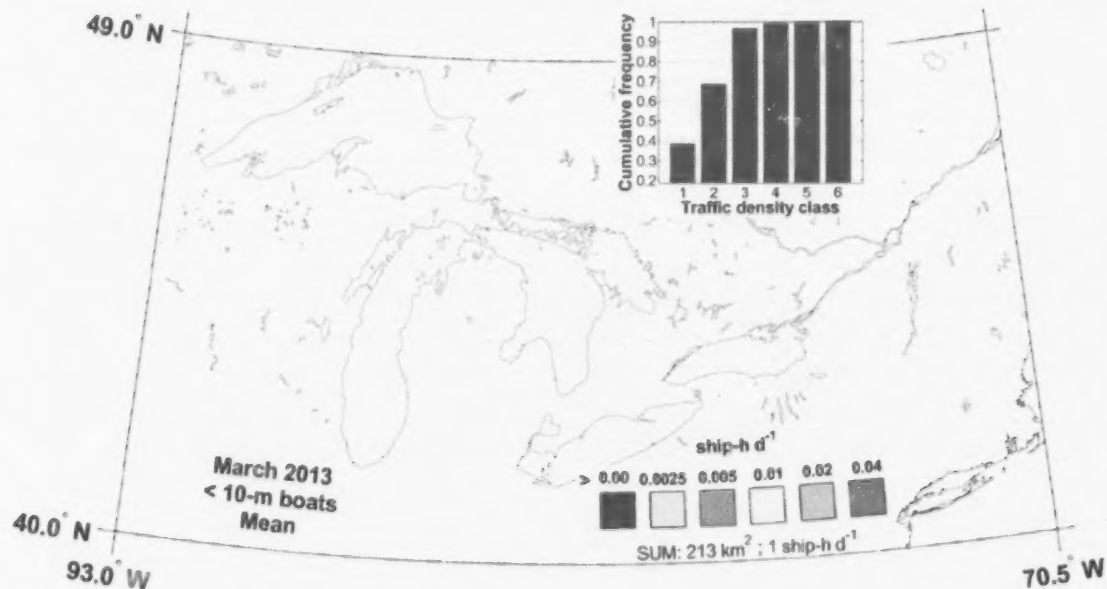 49.0° N
Cumulative frequency
1
0.9
0.8
0.7
0.6
0.5
0.4
0.3
0.2
1 2 3 4 5 6
Traffic density class
March 2013
< 10-m boats
Mean
ship-h d⁻¹
> 0.00 0.0025 0.005 0.01 0.02 0.04
SUM: 213 km² ; 1 ship-h d⁻¹
40.0° N
93.0° W
70.5° W